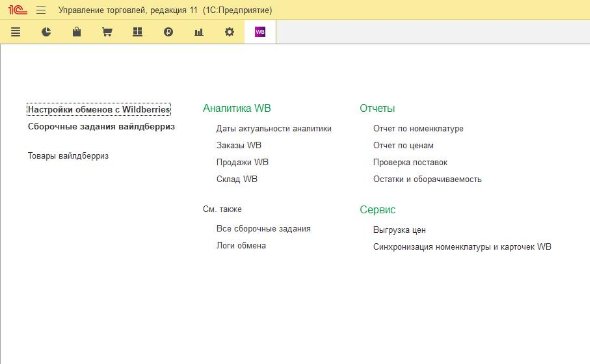 1С Управление торговлей, редакция 11 (1С:Предприятие)
WB
Настройки обменов с Wildberries
Сборочные задания вайлдберриз
Товары вайлдберриз
Аналитика WB
Даты актуальности аналитики
Заказы WB
Продажи WB
Склад WB
См. также
Все сборочные задания
Логи обмена
Отчеты
Отчет по номенклатуре
Отчет по ценам
Проверка поставок
Остатки и оборачиваемость
Сервис
Выгрузка цен
Синхронизация номенклатуры и карточек WB